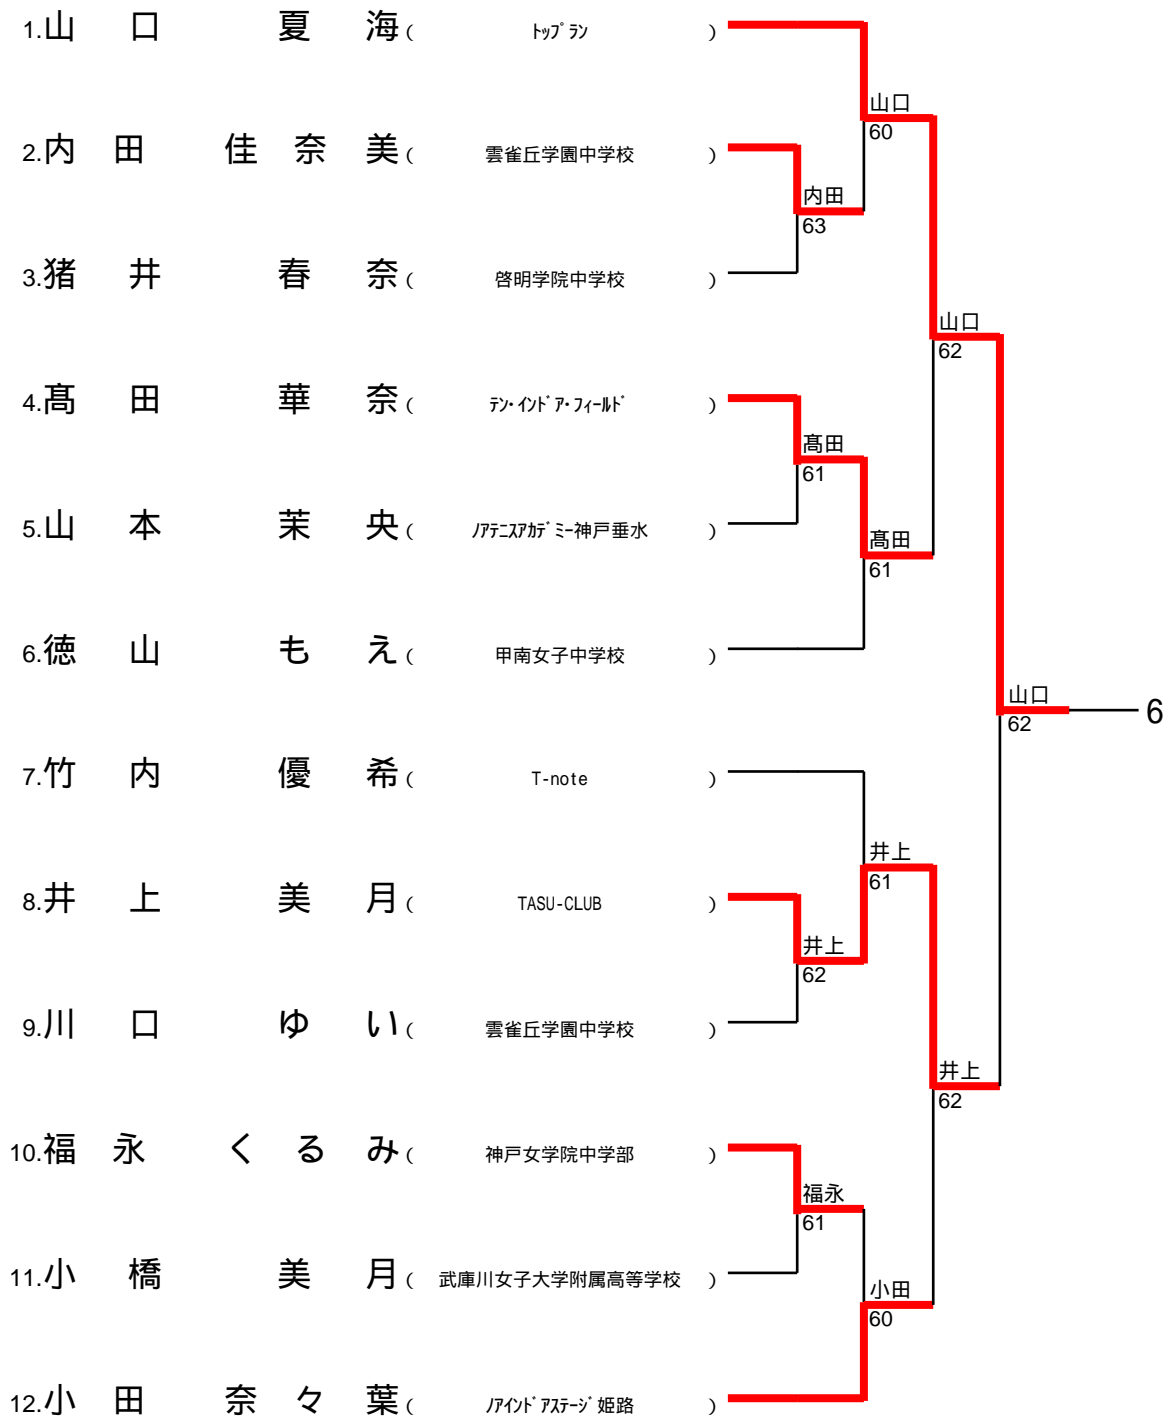 1.山口 夏海( トップラン )
山口
60
2.内田 佳奈美( 雲雀丘学園中学校 )
内田
63
3.猪井 春奈( 啓明学院中学校 )
山口
62
4.髙田 華奈( テン・インドア・フィールド )
髙田
61
5.山本 茉央( ノアテニスアカデミー神戸垂水 )
髙田
61
6.徳山 もえ( 甲南女子中学校 )
山口
62
6
7.竹内 優希( T-note )
井上
61
8.井上 美月( TASU-CLUB )
井上
62
9.川口 ゆい( 雲雀丘学園中学校 )
井上
62
10.福永 くるみ( 神戸女学院中学部 )
福永
61
11.小橋 美月( 武庫川女子大学附属高等学校 )
小田
60
12.小田 奈々葉( ノアインドアステージ姫路 )